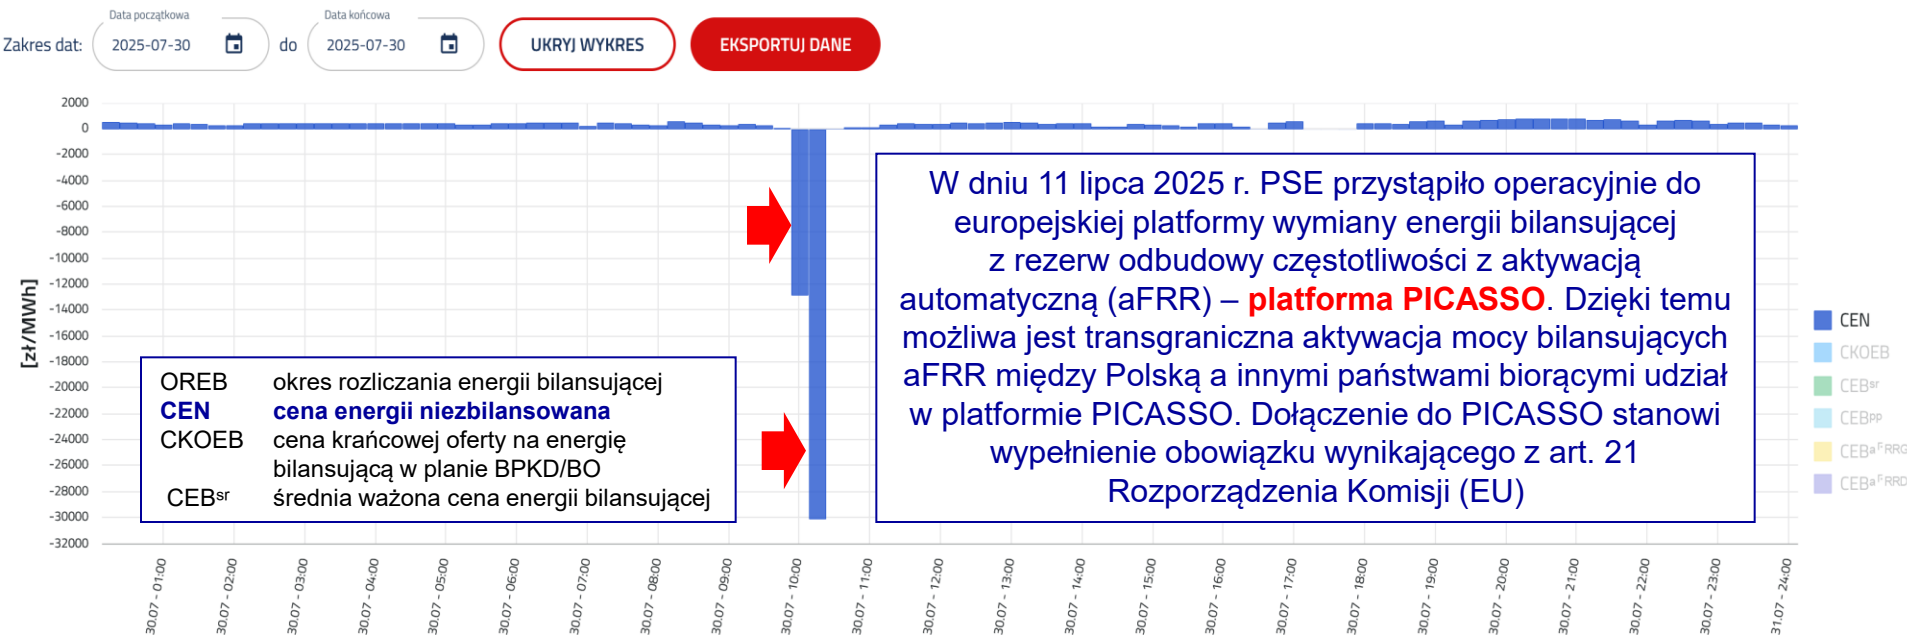 Zakres dat:
Data początkowa
2025-07-30
do
Data końcowa
2025-07-30
UKRYJ WYKRES
EKSPORTUJ DANE
[zł/MWh]
2000
0
-2000
-4000
-6000
-8000
-10000
-12000
-14000
-16000
-18000
-20000
-22000
-24000
-26000
-28000
-30000
-32000
W dniu 11 lipca 2025 r. PSE przystąpiło operacyjnie do
europejskiej platformy wymiany energii bilansującej
z rezerw odbudowy częstotliwości z aktywacją
automatyczną (aFRR) – platforma PICASSO. Dzięki temu
możliwa jest transgraniczna aktywacja mocy bilansujących
aFRR między Polską a innymi państwami biorącymi udział
w platformie PICASSO. Dołączenie do PICASSO stanowi
wypełnienie obowiązku wynikającego z art. 21
Rozporządzenia Komisji (EU)
OREB okres rozliczania energii bilansującej
CEN cena energii niezbilansowana
CKOEB cena krańcowej oferty na energię
bilansującą w planie BPKD/BO
CEBsr średnia ważona cena energii bilansującej
CEN
CKOEB
CEBsr
CEBPP
CEBaFRRG
CEBaFRRD
30.07 - 01:00
30.07 - 02:00
30.07 - 03:00
30.07 - 04:00
30.07 - 05:00
30.07 - 06:00
30.07 - 07:00
30.07 - 08:00
30.07 - 09:00
30.07 - 10:00
30.07 - 11:00
30.07 - 12:00
30.07 - 13:00
30.07 - 14:00
30.07 - 15:00
30.07 - 16:00
30.07 - 17:00
30.07 - 18:00
30.07 - 19:00
30.07 - 20:00
30.07 - 21:00
30.07 - 22:00
30.07 - 23:00
31.07 - 24:00